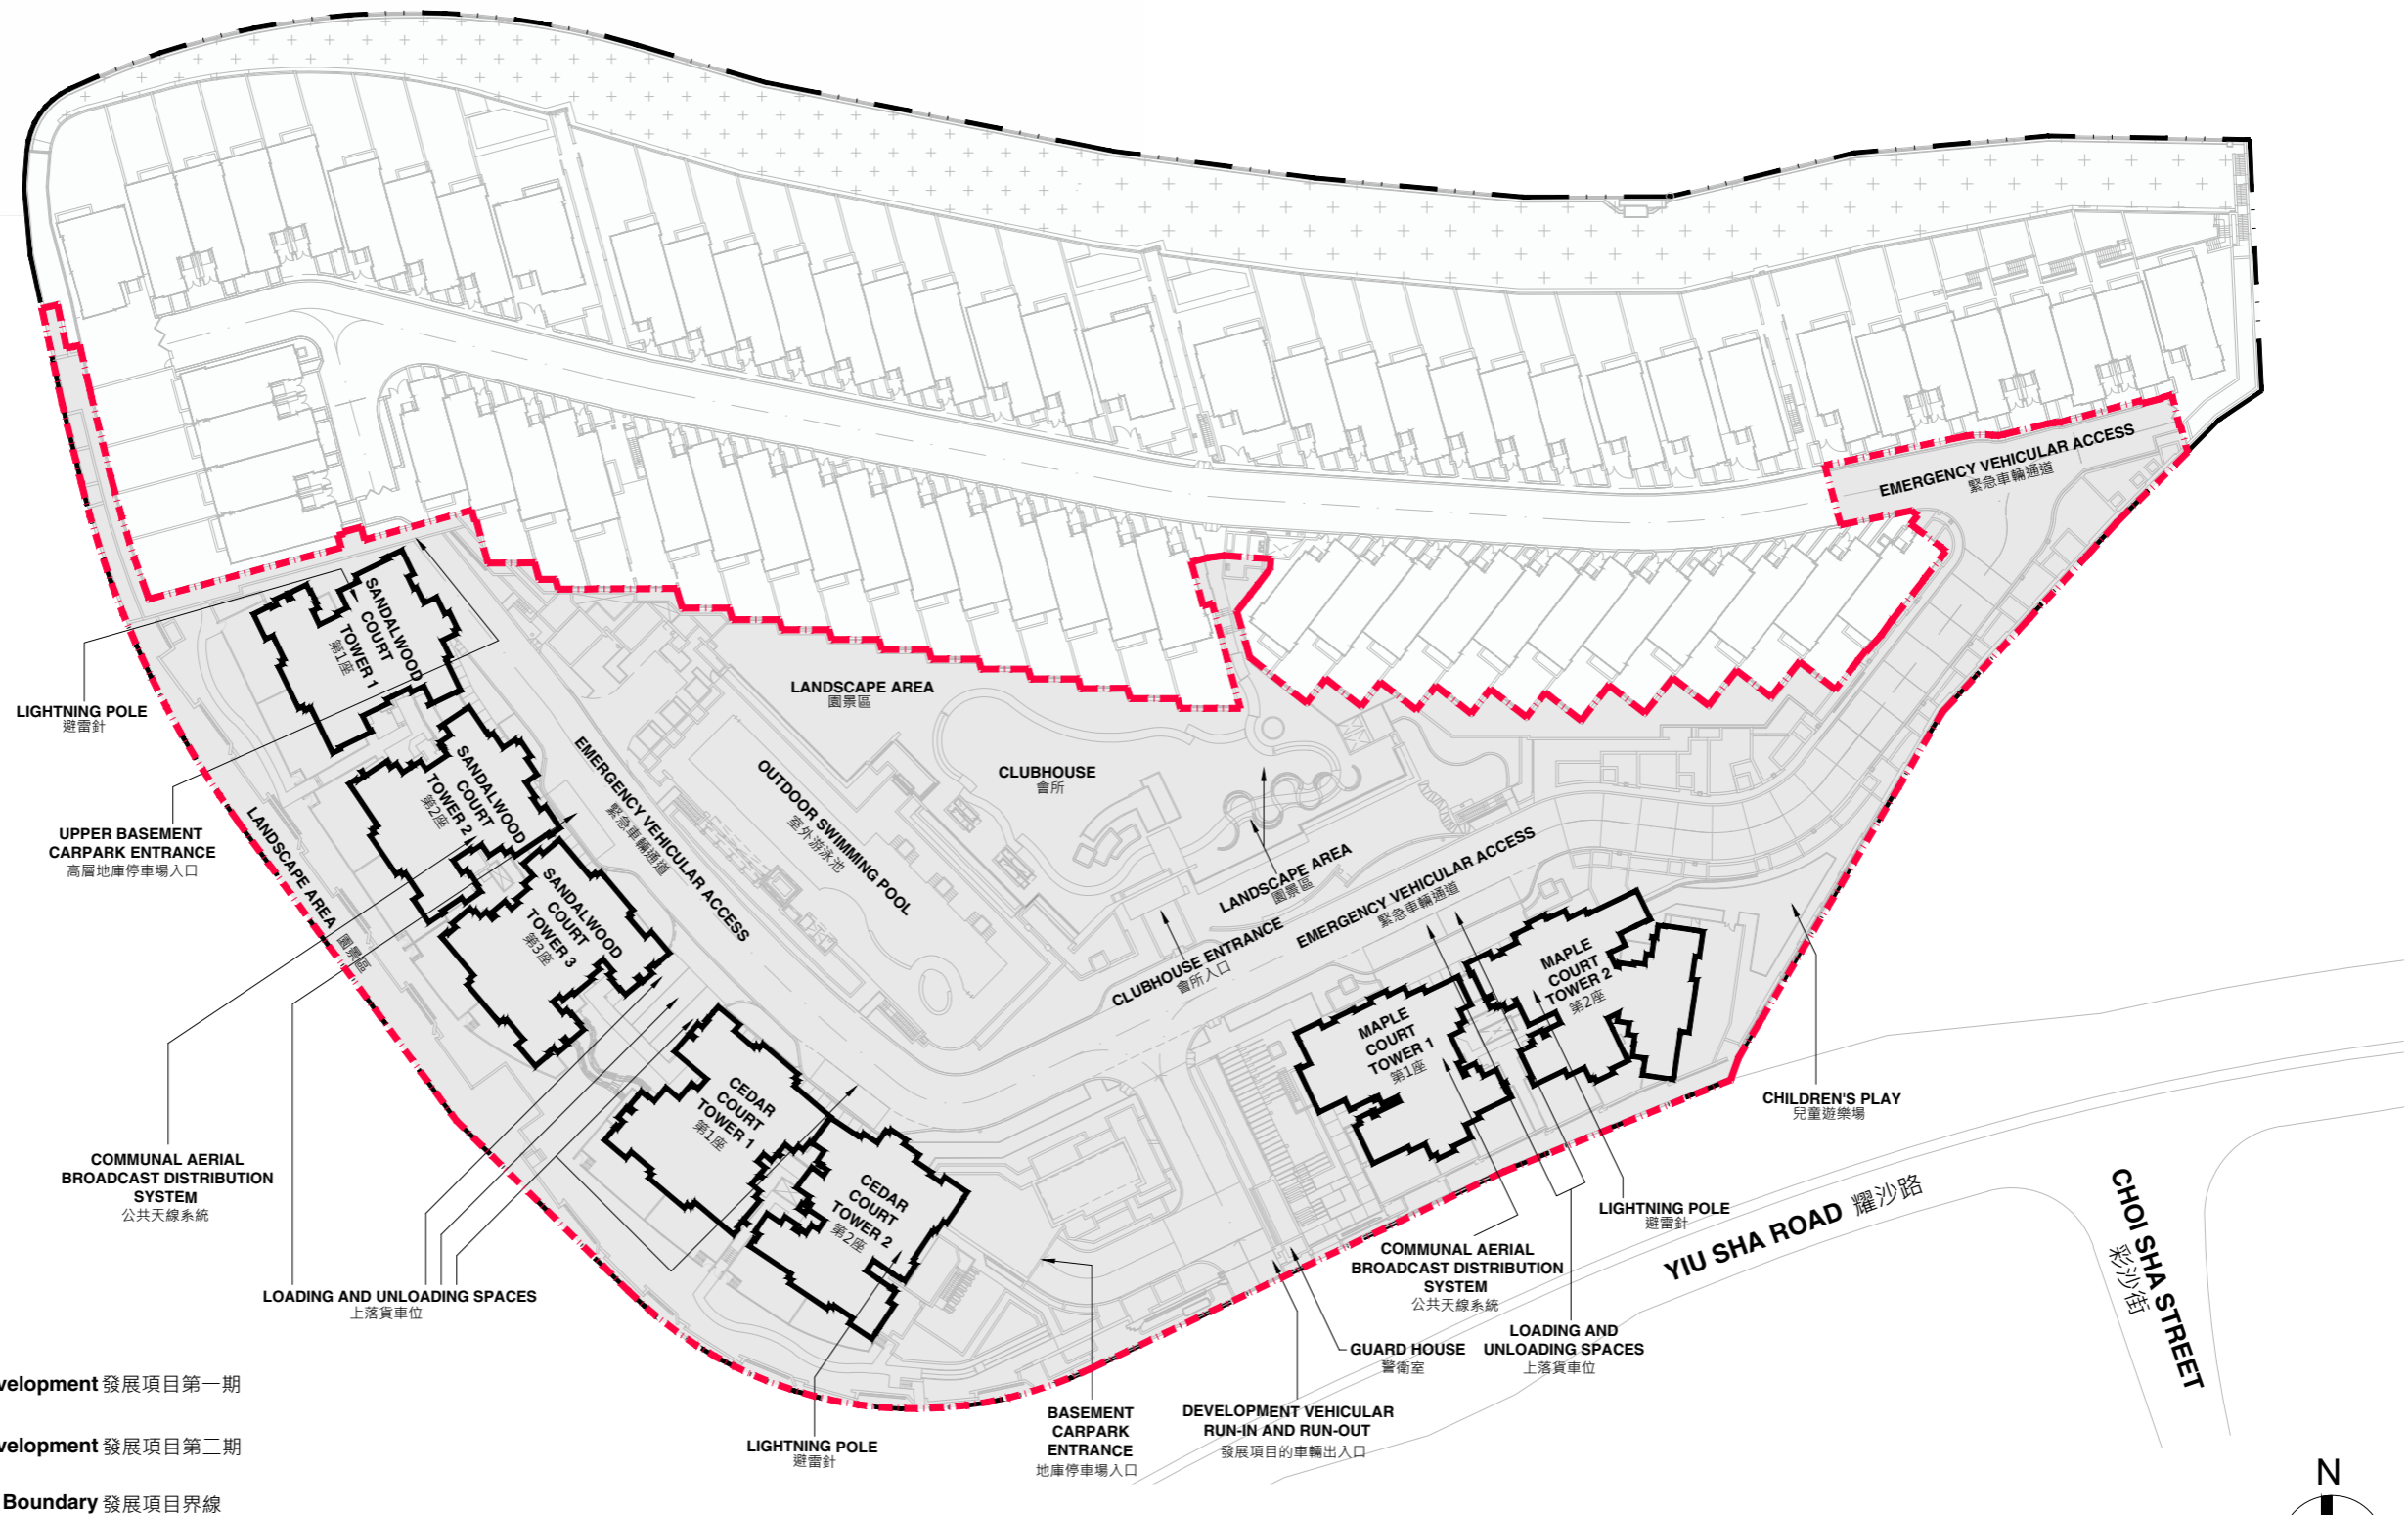 EMERGENCY VEHICULAR ACCESS
緊急車輛通道
SANDALWOOD
COURT
TOWER 1
第1座
LIGHTNING POLE
避雷針
LANDSCAPE AREA
園景區
EMERGENCY VEHICULAR ACCESS
緊急車輛通道
OUTDOOR SWIMMING POOL
室外游泳池
CLUBHOUSE
會所
SANDALWOOD
COURT
TOWER 2
第2座
UPPER BASEMENT
CARPARK ENTRANCE
高層地庫停車場入口
LANDSCAPE AREA 園景區
SANDALWOOD
COURT
TOWER 3
第3座
LANDSCAPE AREA
園景區
EMERGENCY VEHICULAR ACCESS
緊急車輛通道
CLUBHOUSE ENTRANCE
會所入口
MAPLE
COURT
TOWER 2
第2座
MAPLE
COURT
TOWER 1
第1座
CEDAR
COURT
TOWER 1
第1座
CHILDREN'S PLAY
兒童遊樂場
COMMUNAL AERIAL
BROADCAST DISTRIBUTION
SYSTEM
公共天線系統
CEDAR
COURT
TOWER 2
第2座
LIGHTNING POLE
避雷針
YIU SHA ROAD 耀沙路
CHOI SHA STREET
彩沙街
COMMUNAL AERIAL
BROADCAST DISTRIBUTION
SYSTEM
公共天線系統
LOADING AND UNLOADING SPACES
上落貨車位
LOADING AND
UNLOADING SPACES
上落貨車位
GUARD HOUSE
警衛室
velopment 發展項目第一期
BASEMENT
CARPARK
ENTRANCE
地庫停車場入口
DEVELOPMENT VEHICULAR
RUN-IN AND RUN-OUT
發展項目的車輛出入口
LIGHTNING POLE
避雷針
velopment 發展項目第二期
Boundary 發展項目界線
N